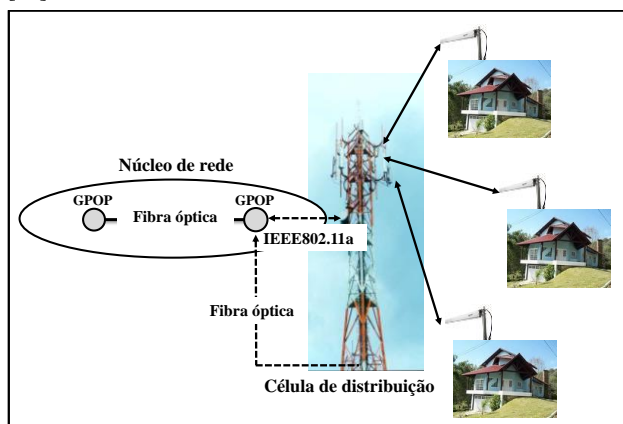 Núcleo de rede
GPOP
GPOP
Fibra óptica
IEEE802.11a
Fibra óptica
Célula de distribuição